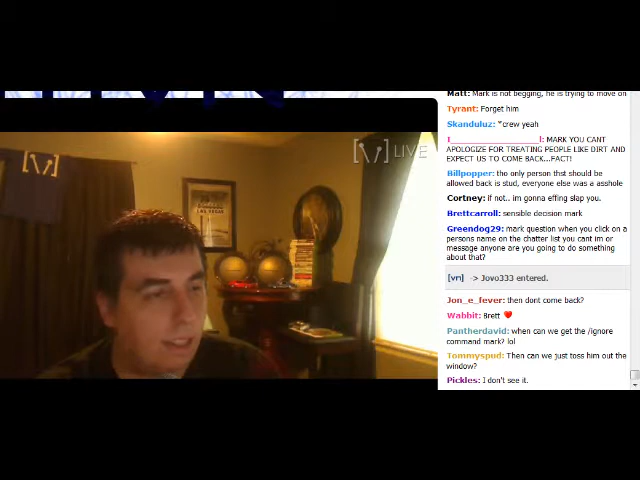 Matt: Mark is not begging, he is trying to move on
Tyrant: Forget him
Skanduluz: *crew yeah
MARK YOU CANT
APOLOGIZE FOR TREATING PEOPLE LIKE DIRT AND
EXPECT US TO COME BACK...FACT!
Billpopper: tho only person tht should be
allowed back is stud, everyone else was a asshole
Cortney: if not.. im gonna effing slap you.
Brettcarroll: sensible decision mark
Greendog29: mark question when you click on a
persons name on the chatter list you cant im or
message anyone are you going to do something
about that?
[vn] -> Jovo333 entered.
Jon_e_fever: then dont come back?
Wabbit: Brett ❤
Pantherdavid: when can we get the /ignore
command mark? lol
Tommyspud: Then can we just toss him out the
window?
Pickles: I don't see it.
LIVE
LAS VEGAS